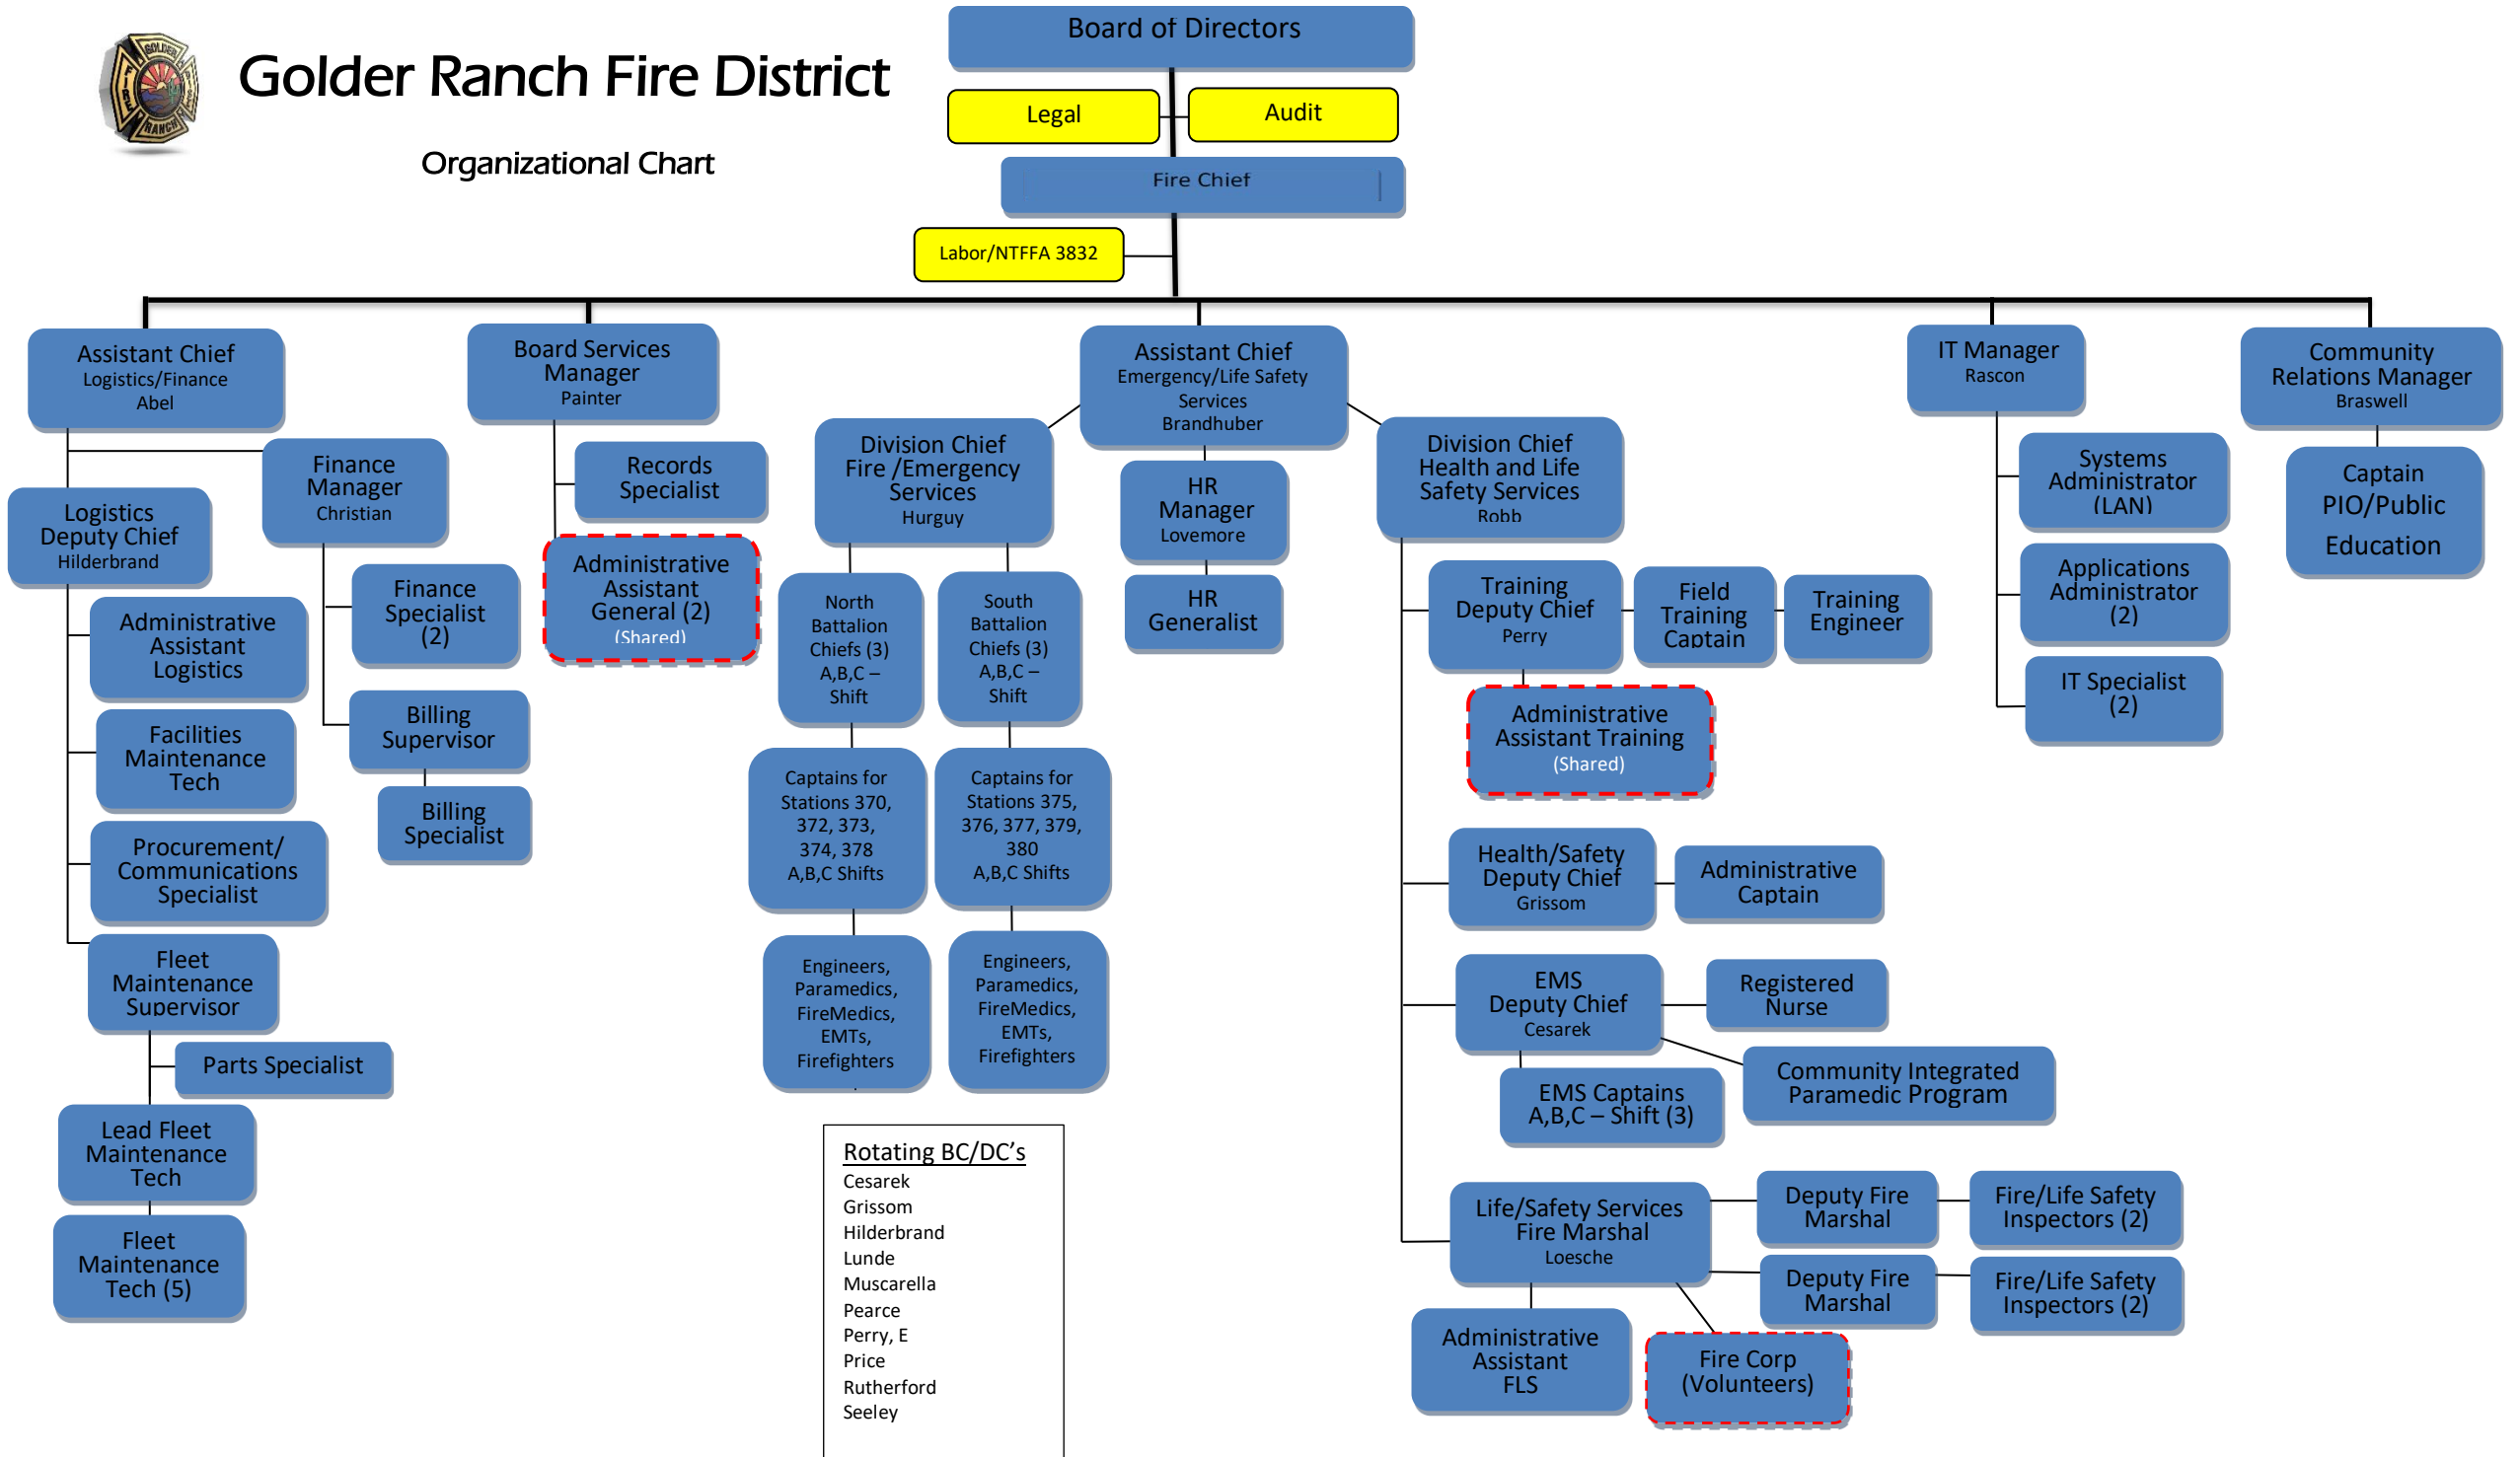 GOLDER
FIRE
RANCH
Golder Ranch Fire District
Organizational Chart
Board of Directors
Legal
Audit
Fire Chief
Labor/NTFFA 3832
Assistant Chief
Logistics/Finance
Abel
Board Services
Manager
Painter
Assistant Chief
Emergency/Life Safety
Services
Brandhuber
IT Manager
Rascon
Community
Relations Manager
Braswell
Finance
Manager
Christian
Logistics
Deputy Chief
Hilderbrand
Finance
Specialist
(2)
Administrative
Assistant
Logistics
Facilities
Maintenance
Tech
Billing
Supervisor
Billing
Specialist
Procurement/
Communications
Specialist
Fleet
Maintenance
Supervisor
Parts Specialist
Lead Fleet
Maintenance
Tech
Fleet
Maintenance
Tech (5)
Records
Specialist
Administrative
Assistant
General (2)
(Shared)
Division Chief
Fire /Emergency
Services
Hurguy
North
Battalion
Chiefs (3)
A,B,C –
Shift
South
Battalion
Chiefs (3)
A,B,C –
Shift
Captains for
Stations 370,
372, 373,
374, 378
A,B,C Shifts
Captains for
Stations 375,
376, 377, 379,
380
A,B,C Shifts
Engineers,
Paramedics,
FireMedics,
EMTs,
Firefighters
Engineers,
Paramedics,
FireMedics,
EMTs,
Firefighters
Rotating BC/DC’s
Cesarek
Grissom
Hilderbrand
Lunde
Muscarella
Pearce
Perry, E
Price
Rutherford
Seeley
HR
Manager
Lovemore
HR
Generalist
Division Chief
Health and Life
Safety Services
Robb
Training
Deputy Chief
Perry
Field
Training
Captain
Training
Engineer
Administrative
Assistant Training
(Shared)
Health/Safety
Deputy Chief
Grissom
Administrative
Captain
EMS
Deputy Chief
Cesarek
Registered
Nurse
Community Integrated
Paramedic Program
EMS Captains
A,B,C – Shift (3)
Life/Safety Services
Fire Marshal
Loesche
Deputy Fire
Marshal
Fire/Life Safety
Inspectors (2)
Deputy Fire
Marshal
Fire/Life Safety
Inspectors (2)
Administrative
Assistant
FLS
Fire Corp
(Volunteers)
Systems
Administrator
(LAN)
Applications
Administrator
(2)
IT Specialist
(2)
Captain
PIO/Public
Education